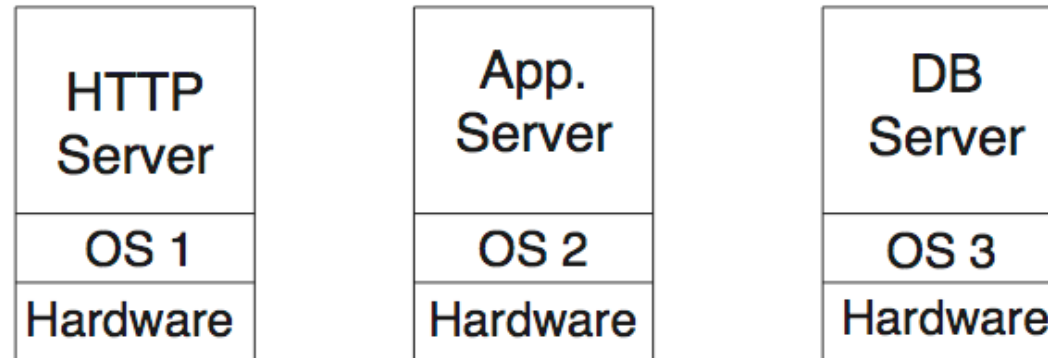 HTTP
Server
OS 1
Hardware
App.
Server
OS 2
Hardware
DB
Server
OS 3
Hardware